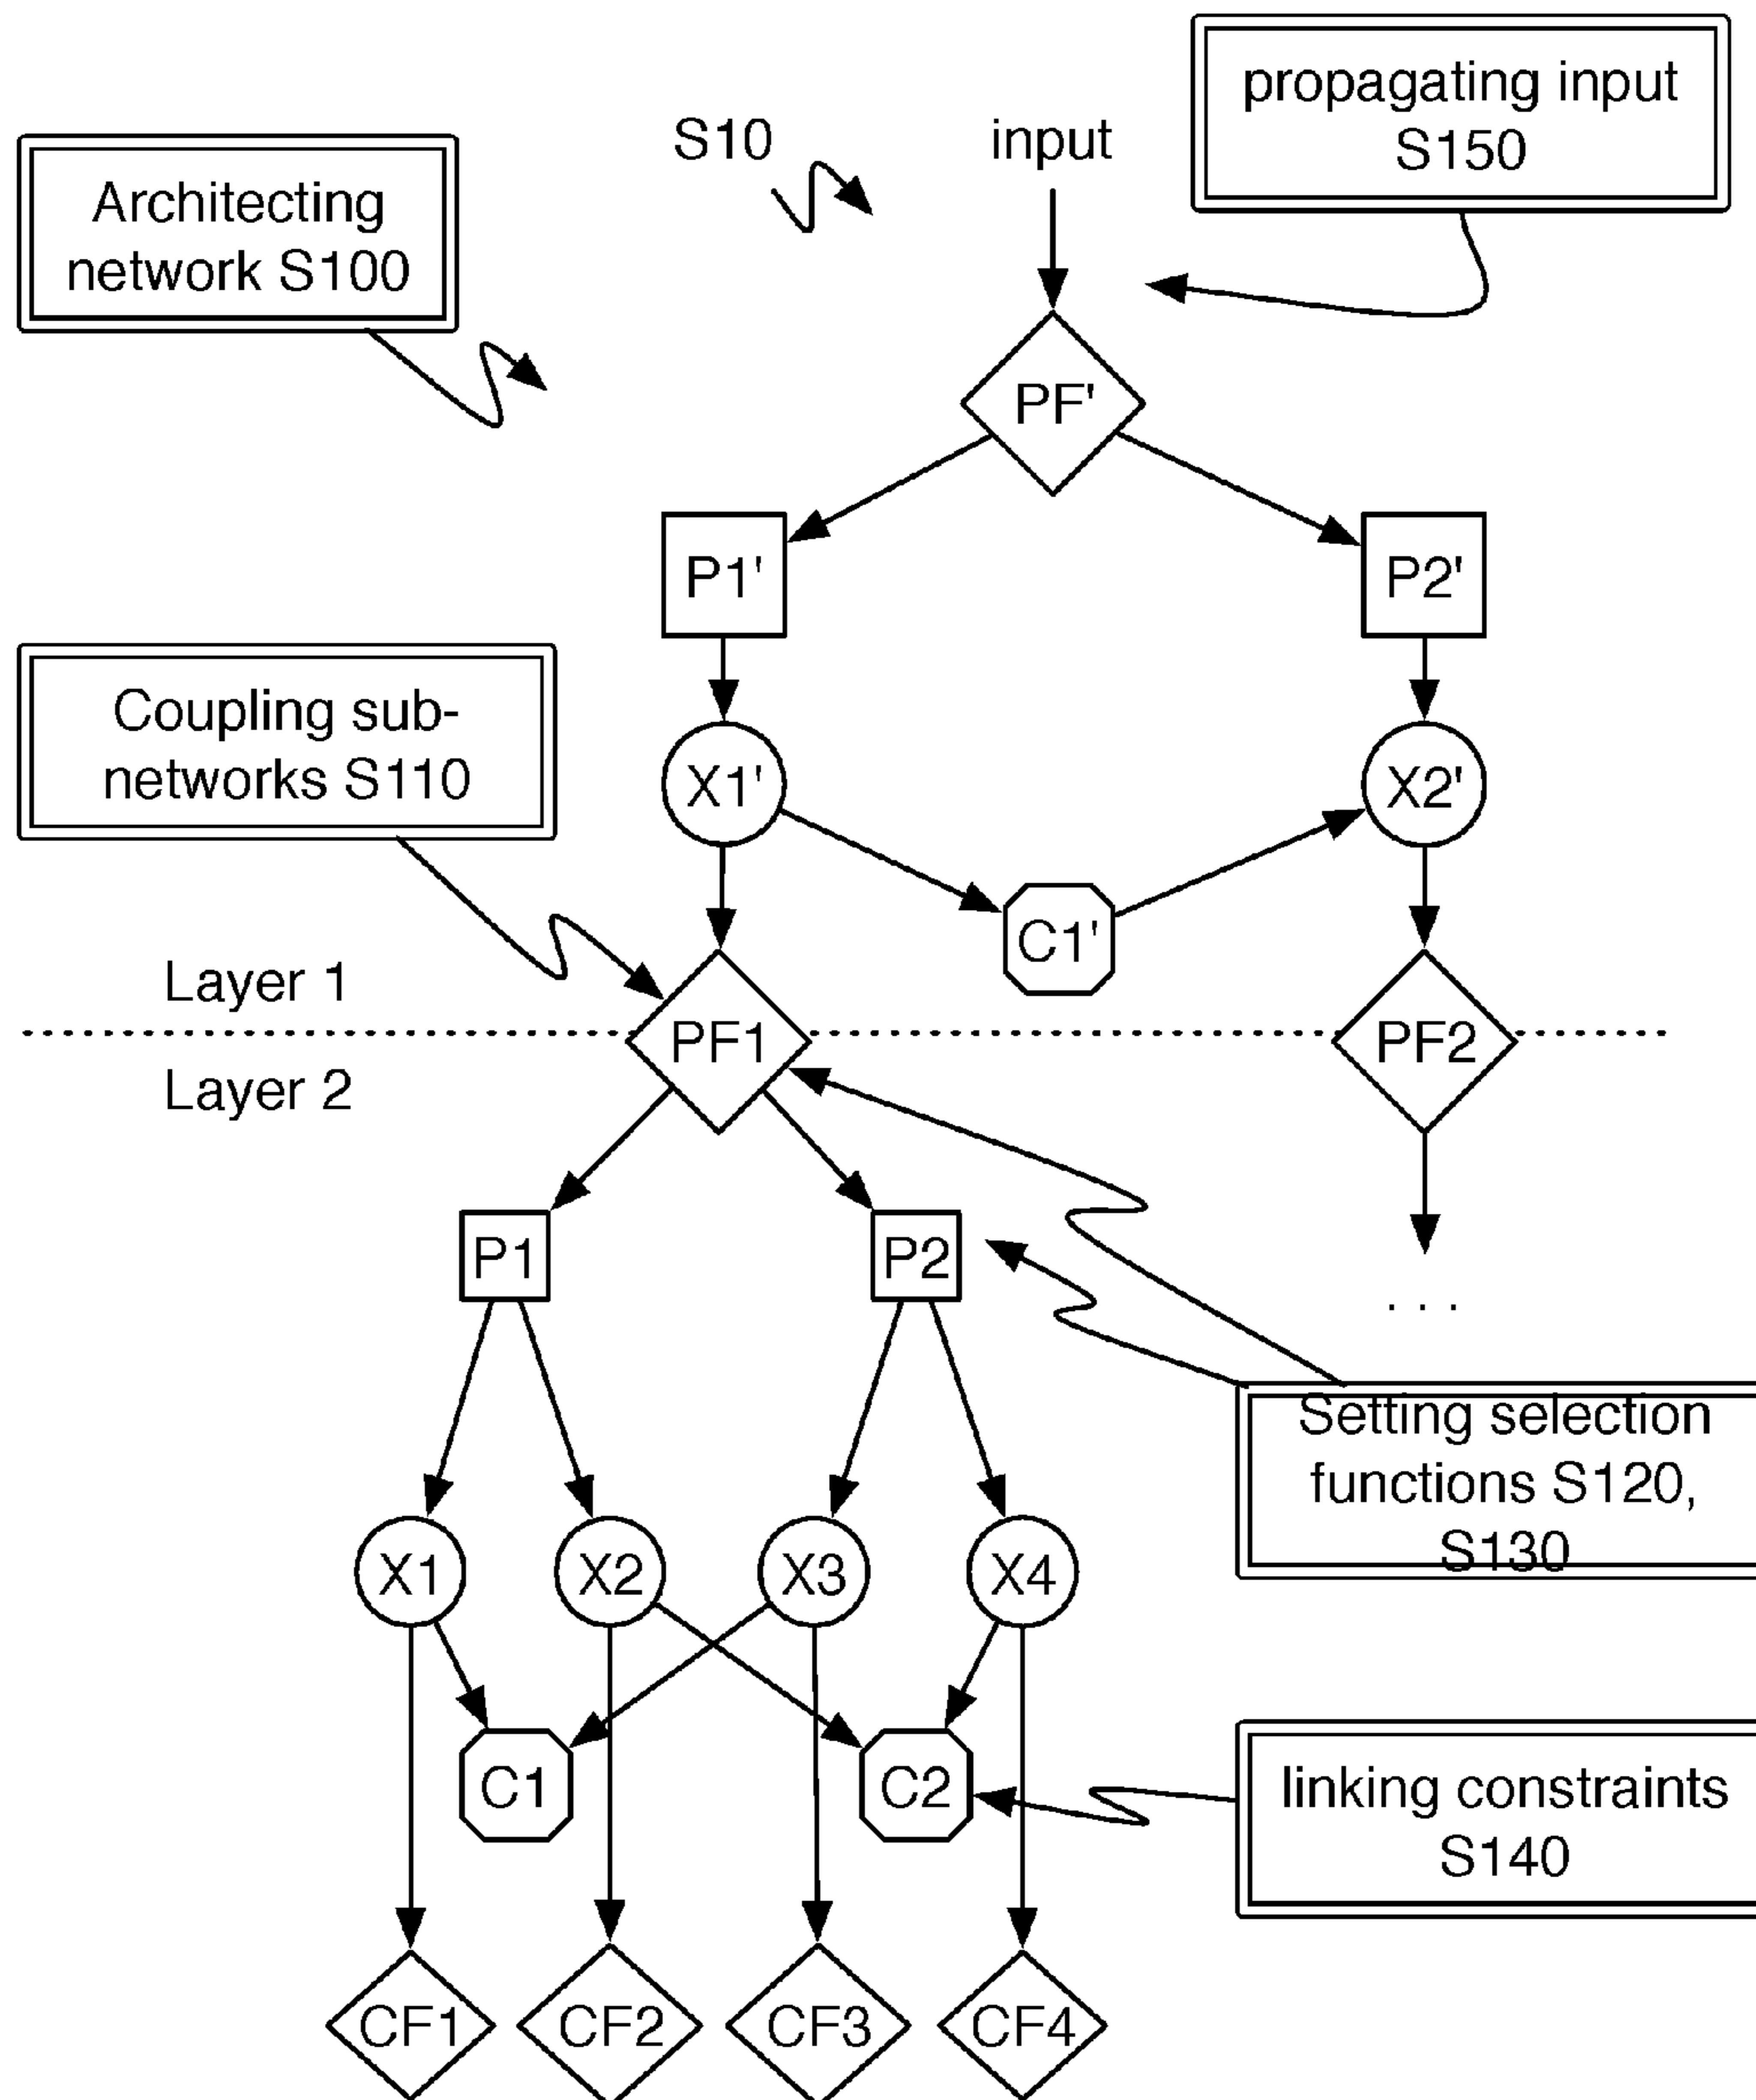 propagating input
S150
S10
input
Architecting
network S100
PF'
P1'
P2'
Coupling sub-
networks S110
X1'
X2'
C1'
Layer 1
PF1
PF2
Layer 2
P1
P2
. . .
Setting selection
functions S120,
S130
X1
X2
X3
X4
C1
C2
linking constraints
S140
CF1
CF2
CF3
CF4